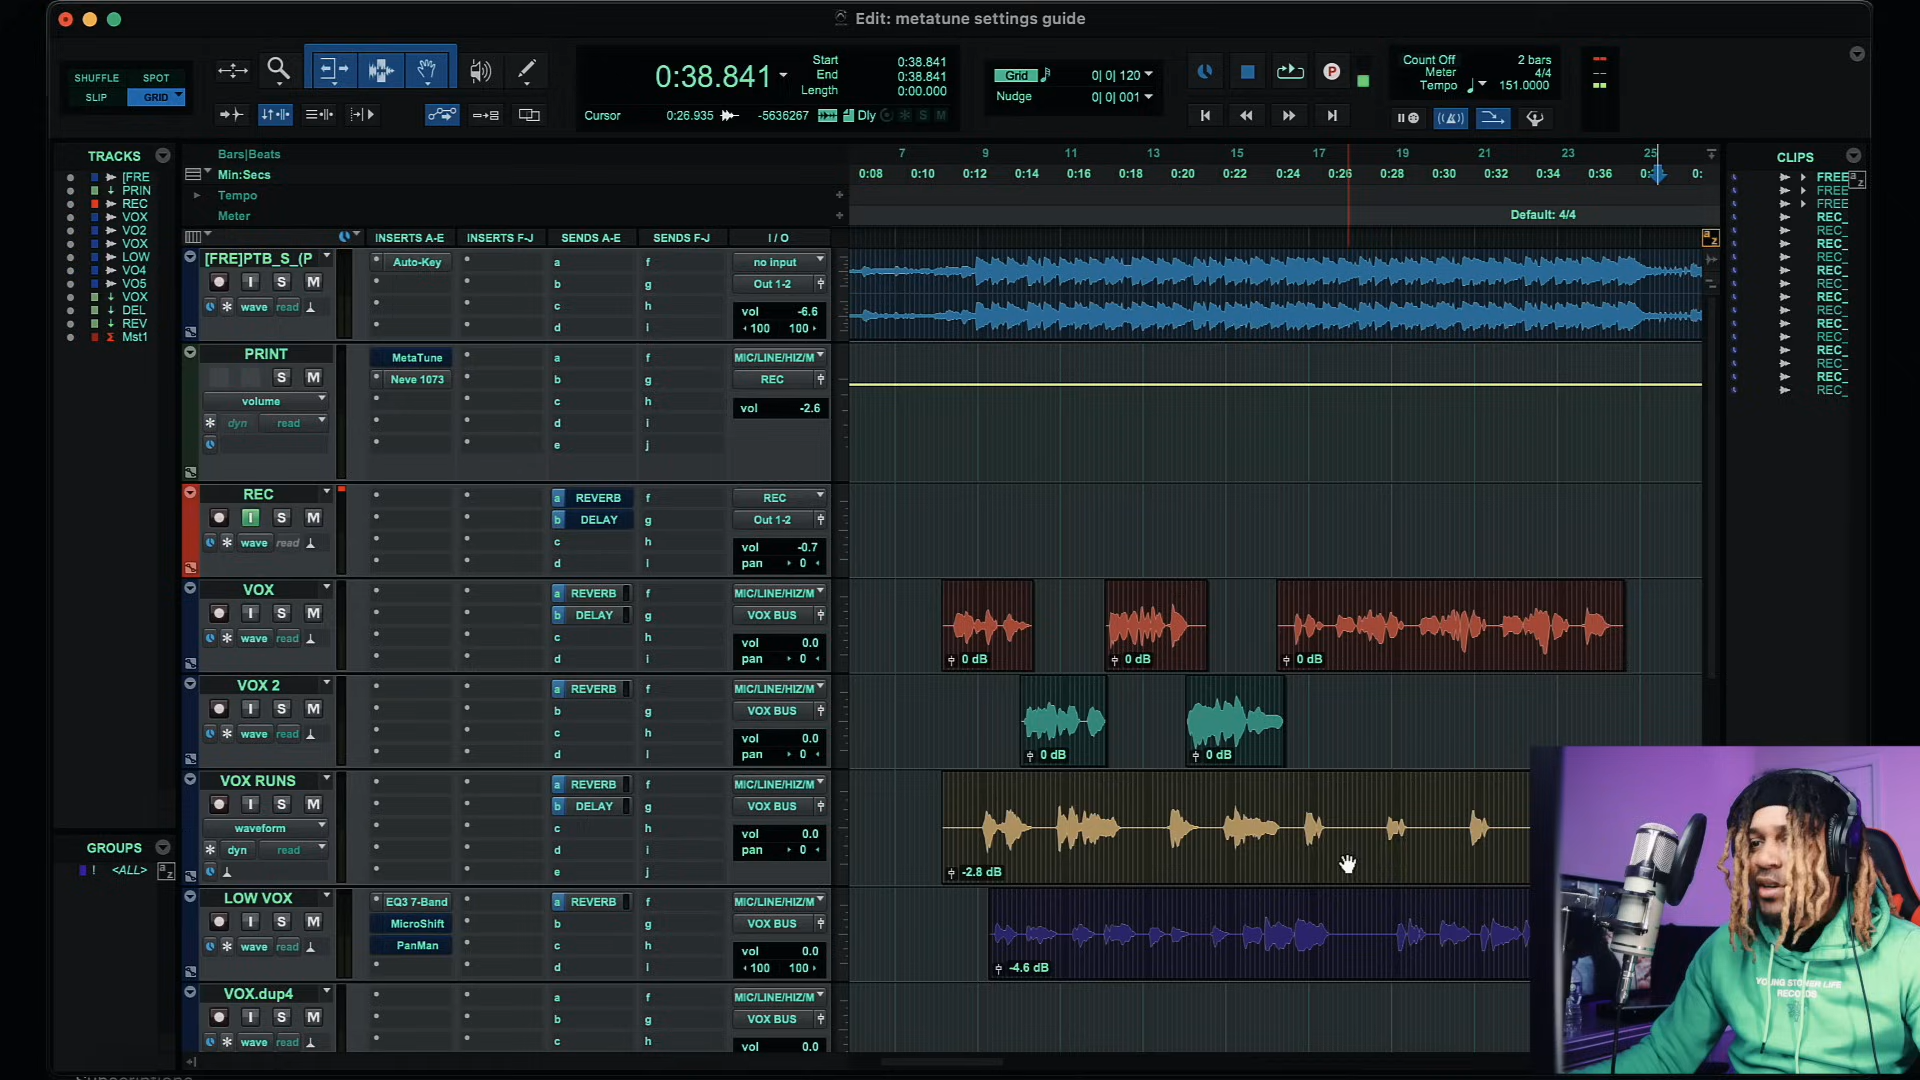 Edit: metatune settings guide
SHUFFLE SPOT
SLIP GRID
0:38.841
Start 0:38.841
End 0:38.841
Length 0:00.000
Cursor 0:26.935 -5636267 Dly S M
Grid 0| 0| 120
Nudge 0| 0| 001
P
Count Off 2 bars
Meter 4/4
Tempo 151.0000
TRACKS
[FRE
PRIN
REC
VOX
VO2
VOX
LOW
VO4
VO5
VOX
DEL
REV
Mst1
GROUPS
! <ALL> a z
Bars|Beats
Min:Secs
Tempo
Meter
7 9 11 13 15 17 19 21 23 25
0:08 0:10 0:12 0:14 0:16 0:18 0:20 0:22 0:24 0:26 0:28 0:30 0:32 0:34 0:36
Default: 4/4
INSERTS A-E INSERTS F-J SENDS A-E SENDS F-J I / O
[FRE]PTB_S_(P
I S M
wave read
Auto-Key
a f no input
b g Out 1-2
c h vol -6.6
d i 100 100
PRINT
S M
volume
dyn read
MetaTune
Neve 1073
a f MIC/LINE/HIZ/M
b g REC
c h vol -2.6
d i
e j
REC
I S M
wave read
a REVERB f REC
b DELAY g Out 1-2
c h vol -0.7
d i pan 0
VOX
I S M
wave read
a REVERB f MIC/LINE/HIZ/M
b DELAY g VOX BUS
c h vol 0.0
d i pan 0
0 dB 0 dB 0 dB
VOX 2
I S M
wave read
a REVERB f MIC/LINE/HIZ/M
b g VOX BUS
c h vol 0.0
d i pan 0
0 dB 0 dB
VOX RUNS
I S M
waveform
dyn read
a REVERB f MIC/LINE/HIZ/M
b DELAY g VOX BUS
c h vol 0.0
d i pan 0
e j
-2.8 dB
LOW VOX
I S M
wave read
EQ3 7-Band
MicroShift
PanMan
a REVERB f MIC/LINE/HIZ/M
b g VOX BUS
c h vol 0.0
d i 100 100
-4.6 dB
VOX.dup4
I S M
wave read
a f MIC/LINE/HIZ/M
b g VOX BUS
c h vol 0.0
CLIPS
a z
FREE
FREE
FREE
REC_
REC_
REC_
REC_
REC_
REC_
REC_
REC_
REC_
REC_
REC_
REC_
REC_
REC_
YOUNG STONER LIFE
RECORDS